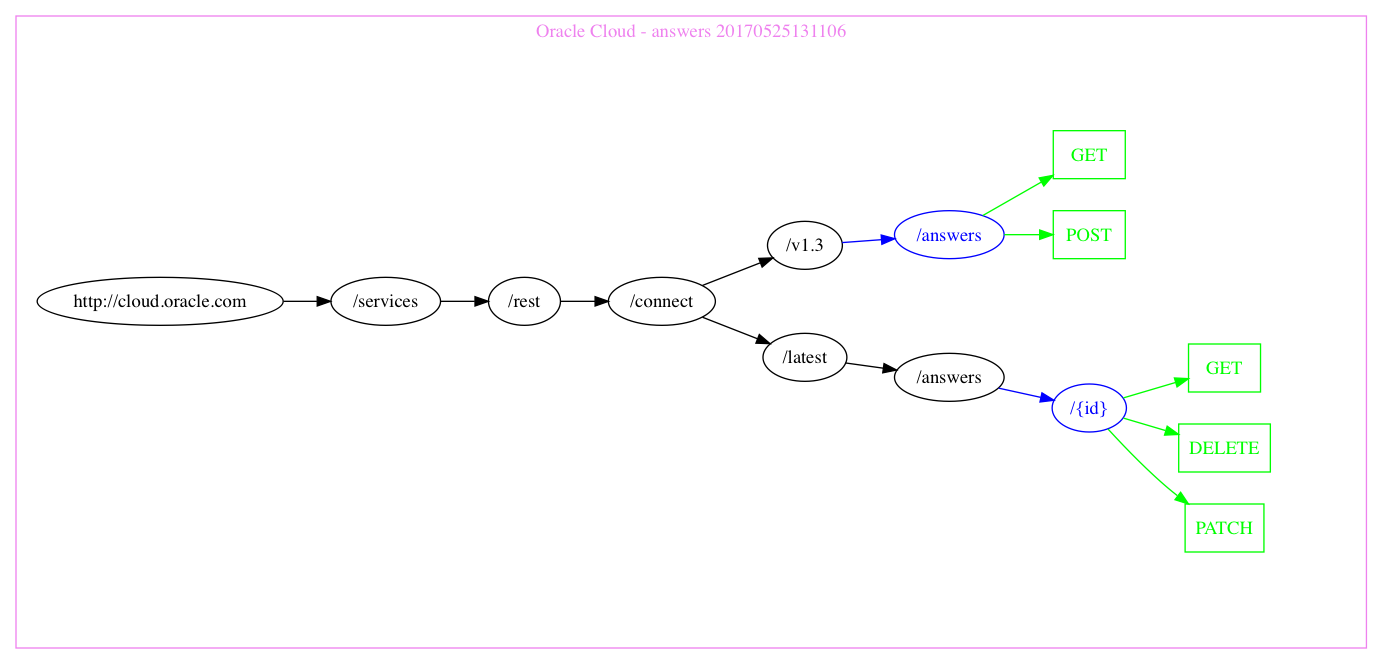 Oracle Cloud - answers 20170525131106
http://cloud.oracle.com
/services
/rest
/connect
/v1.3
/answers
GET
POST
/latest
/answers
/{id}
GET
DELETE
PATCH